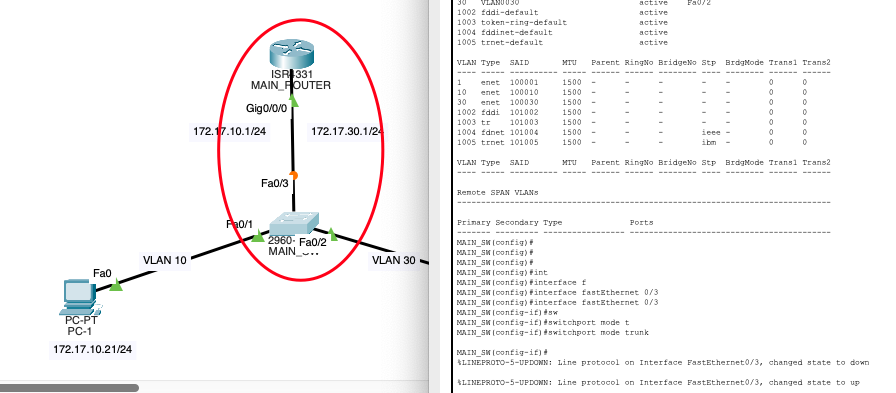 ISR4331
MAIN_ROUTER
Gig0/0/0
172.17.10.1/24
172.17.30.1/24
Fa0/3
Fa0/1
2960-
Fa0/2
VLAN 10
VLAN 30
Fa0
PC-PT
PC-1
172.17.10.21/24
30 VLAN0030 active Fa0/2
1002 fddi-default active
1003 token-ring-default active
1004 fddinet-default active
1005 trnet-default active
VLAN Type SAID MTU Parent RingNo BridgeNo Stp BrdgMode Trans1 Trans2
---- ----- ---------- ----- ------ ------ -------- ---- -------- ------ ------
1 enet 100001 1500 - - - - - 0 0
10 enet 100010 1500 - - - - - 0 0
30 enet 100030 1500 - - - - - 0 0
1002 fddi 101002 1500 - - - - - 0 0
1003 tr 101003 1500 - - - - - 0 0
1004 fdnet 101004 1500 - - - ieee - 0 0
1005 trnet 101005 1500 - - - ibm - 0 0
VLAN Type SAID MTU Parent RingNo BridgeNo Stp BrdgMode Trans1 Trans2
---- ----- ---------- ----- ------ ------ -------- ---- -------- ------ ------
Remote SPAN VLANs
------------------------------------------------------------------------------
Primary Secondary Type Ports
------- --------- ----------------- ------------------------------------------
MAIN_SW(config)#
MAIN_SW(config)#
MAIN_SW(config)#
MAIN_SW(config)#int
MAIN_SW(config)#interface f
MAIN_SW(config)#interface fastEthernet 0/3
MAIN_SW(config)#interface fastEthernet 0/3
MAIN_SW(config-if)#sw
MAIN_SW(config-if)#switchport mode t
MAIN_SW(config-if)#switchport mode trunk
MAIN_SW(config-if)#
%LINEPROTO-5-UPDOWN: Line protocol on Interface FastEthernet0/3, changed state to down
%LINEPROTO-5-UPDOWN: Line protocol on Interface FastEthernet0/3, changed state to up